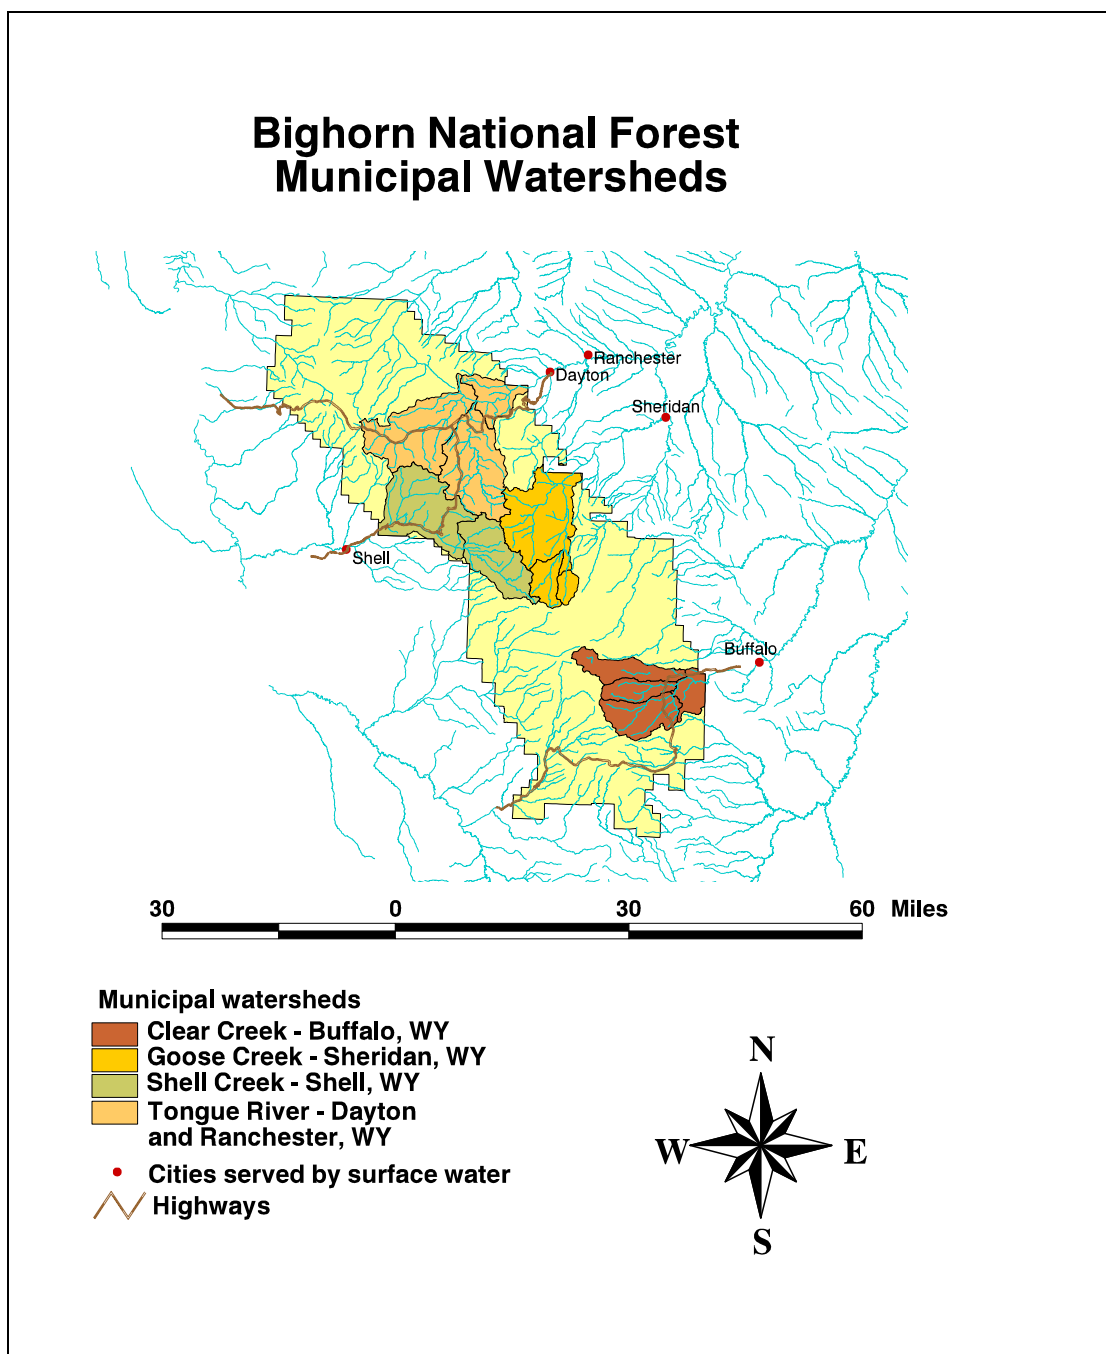 Bighorn National Forest
Municipal Watersheds
Ranchester
Dayton
Sheridan
Shell
Buffalo
30 0 30 60 Miles
Municipal watersheds
Clear Creek - Buffalo, WY
Goose Creek - Sheridan, WY
Shell Creek - Shell, WY
Tongue River - Dayton
and Ranchester, WY
Cities served by surface water
Highways
N
W E
S